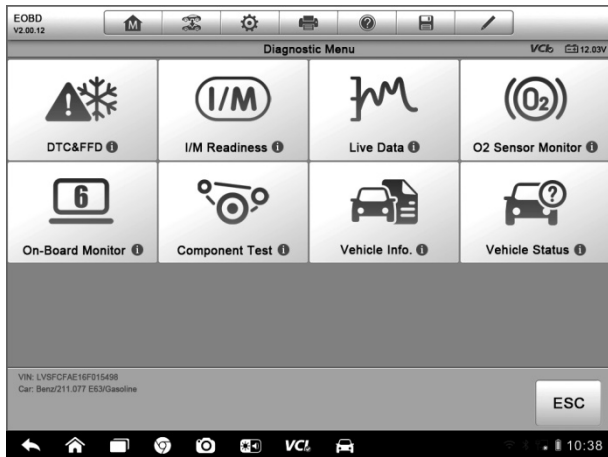 EOBD
V2.00.12
M
Diagnostic Menu
VCI
12.03V
I/M
O2
DTC&FFD
I/M Readiness
Live Data
O2 Sensor Monitor
6
On-Board Monitor
Component Test
Vehicle Info.
Vehicle Status
VIN: LVSFCFAE16F015498
Car: Benz/211.077 E63/Gasoline
ESC
VCI
10:38